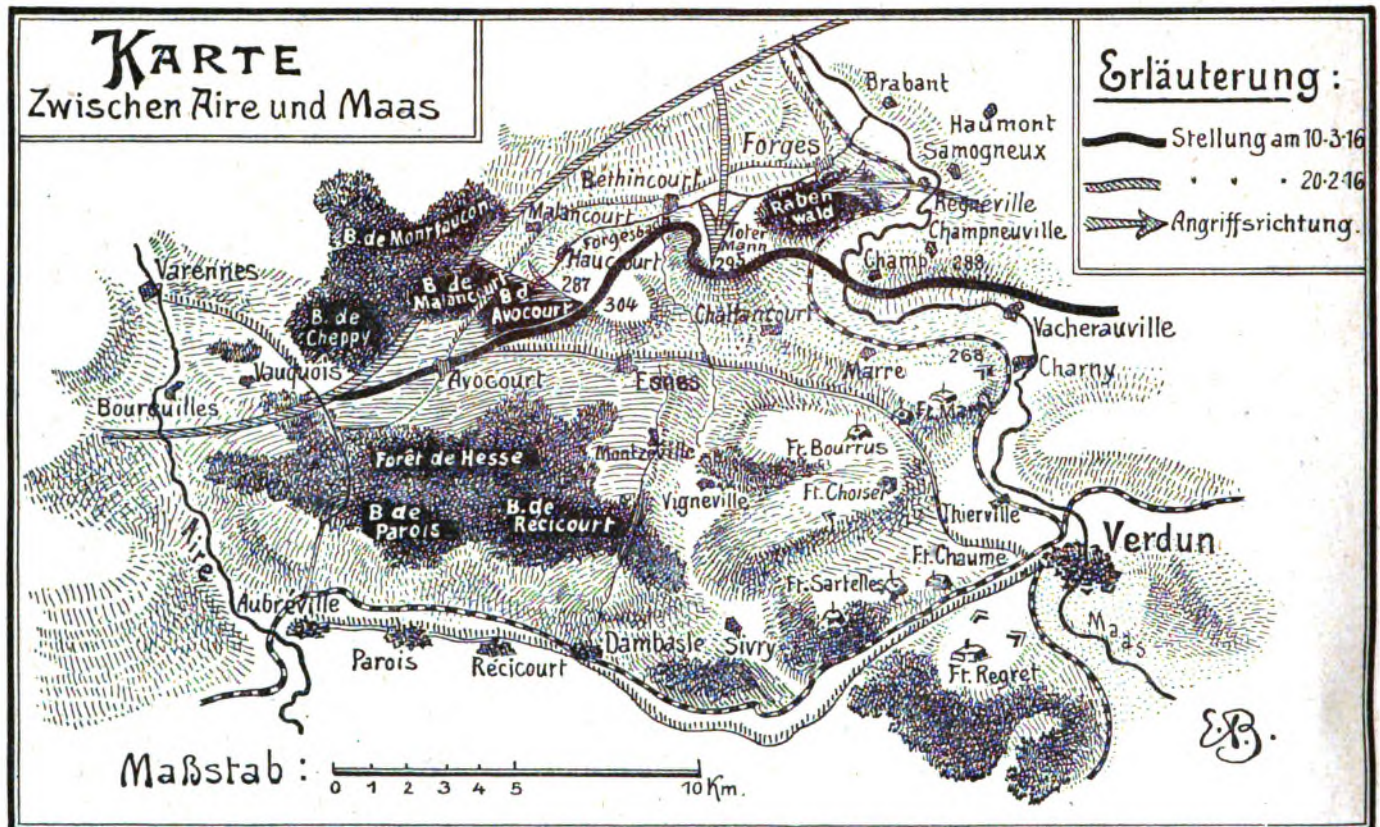 KARTE
Zwischen Aire und Maas
Erläuterung:
Stellung am 10·3·16
" " " 20·2·16
Angriffsrichtung.
Brabant
Haumont
Samogneux
Forges
Bethincourt
Raben
wald
Regnéville
Malancourt
Forgesbach
Toter
Mann
295
Champneuville
B. de Montfaucon
Haucourt
Champ
288
287
Varennes
B. de
Malancourt
B. d.
Avocourt
304
Chattancourt
Vacherauville
B. de
Cheppy
268
Marre
Charny
Vauquois
Avocourt
Esnes
Boureuilles
Ft. Marre
Forêt de Hesse
Montzéville
Ft. Bourrus
Vigneville
Ft. Choisel
B. de
Parois
B. de
Récicourt
Thierville
Verdun
Aire
Ft. Chaume
Ft. Sartelles
Aubréville
Maas
Parois
Récicourt
Dambasle
Sivry
Ft. Regret
E.B.
Maßstab:
0 1 2 3 4 5 10 Km.